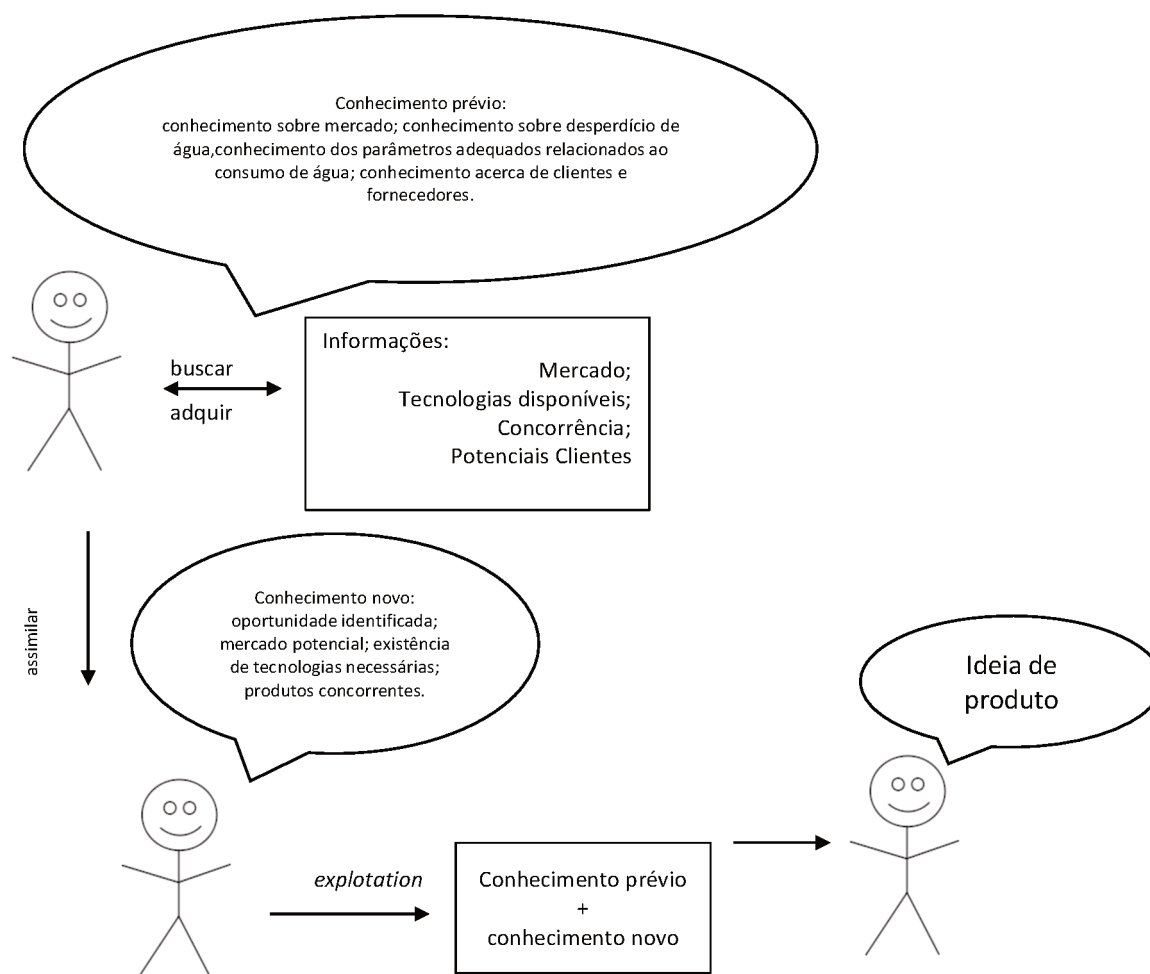 Conhecimento prévio:
conhecimento sobre mercado; conhecimento sobre desperdício de
água,conhecimento dos parâmetros adequados relacionados ao
consumo de água; conhecimento acerca de clientes e
fornecedores.
buscar
adquir
Informações:
Mercado;
Tecnologias disponíveis;
Concorrência;
Potenciais Clientes
assimilar
Conhecimento novo:
oportunidade identificada;
mercado potencial; existência
de tecnologias necessárias;
produtos concorrentes.
Ideia de
produto
explotation
Conhecimento prévio
+
conhecimento novo